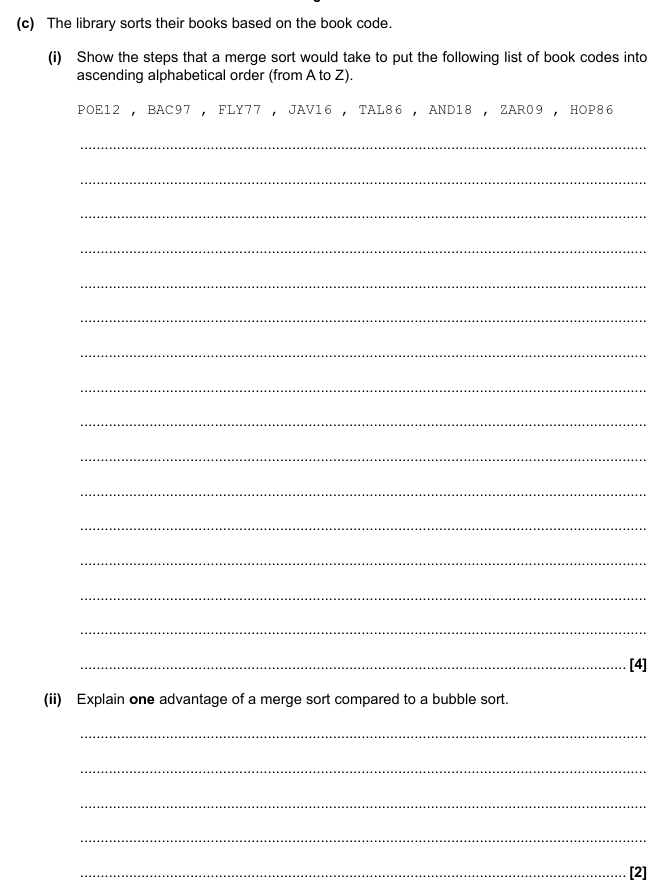 (c) The library sorts their books based on the book code.
(i) Show the steps that a merge sort would take to put the following list of book codes into
ascending alphabetical order (from A to Z).
POE12 , BAC97 , FLY77 , JAV16 , TAL86 , AND18 , ZAR09 , HOP86
[4]
(ii) Explain one advantage of a merge sort compared to a bubble sort.
[2]